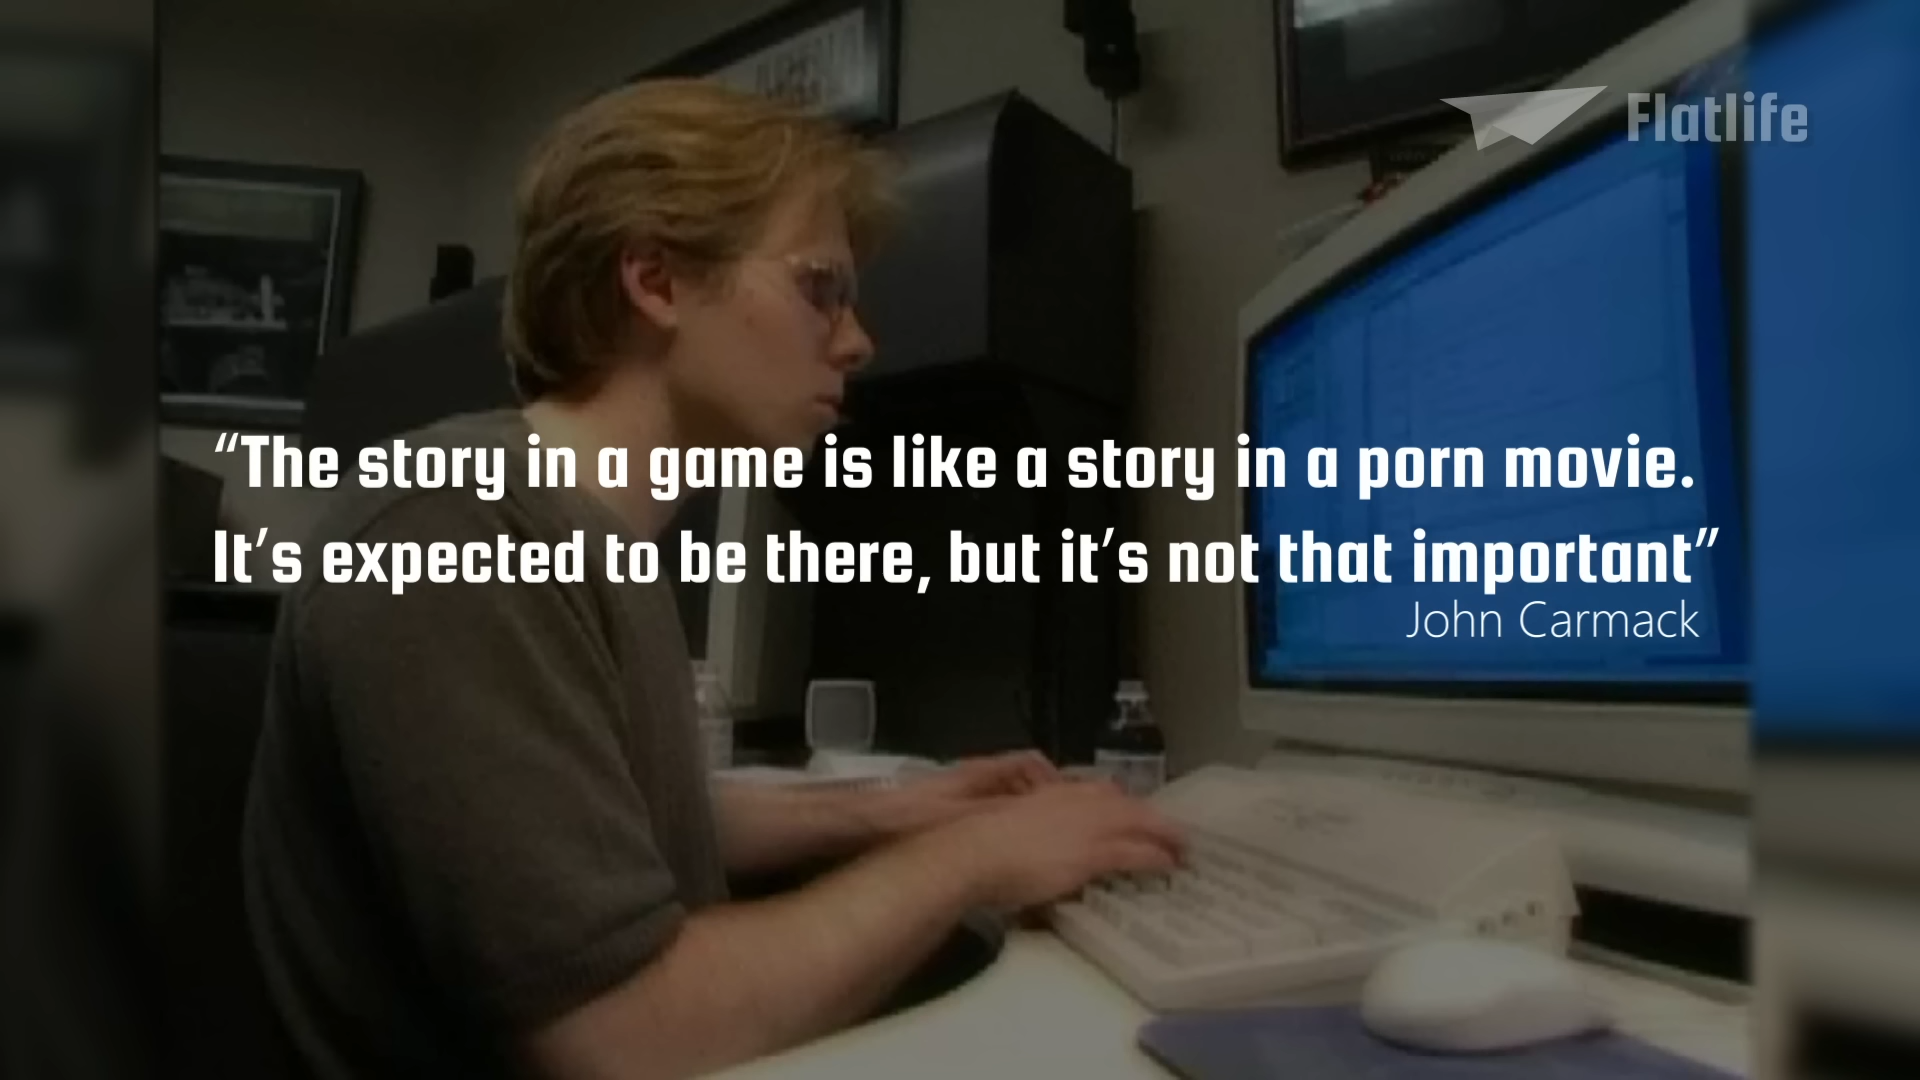 Flatlife
“The story in a game is like a story in a porn movie.
It’s expected to be there, but it’s not that important”
John Carmack